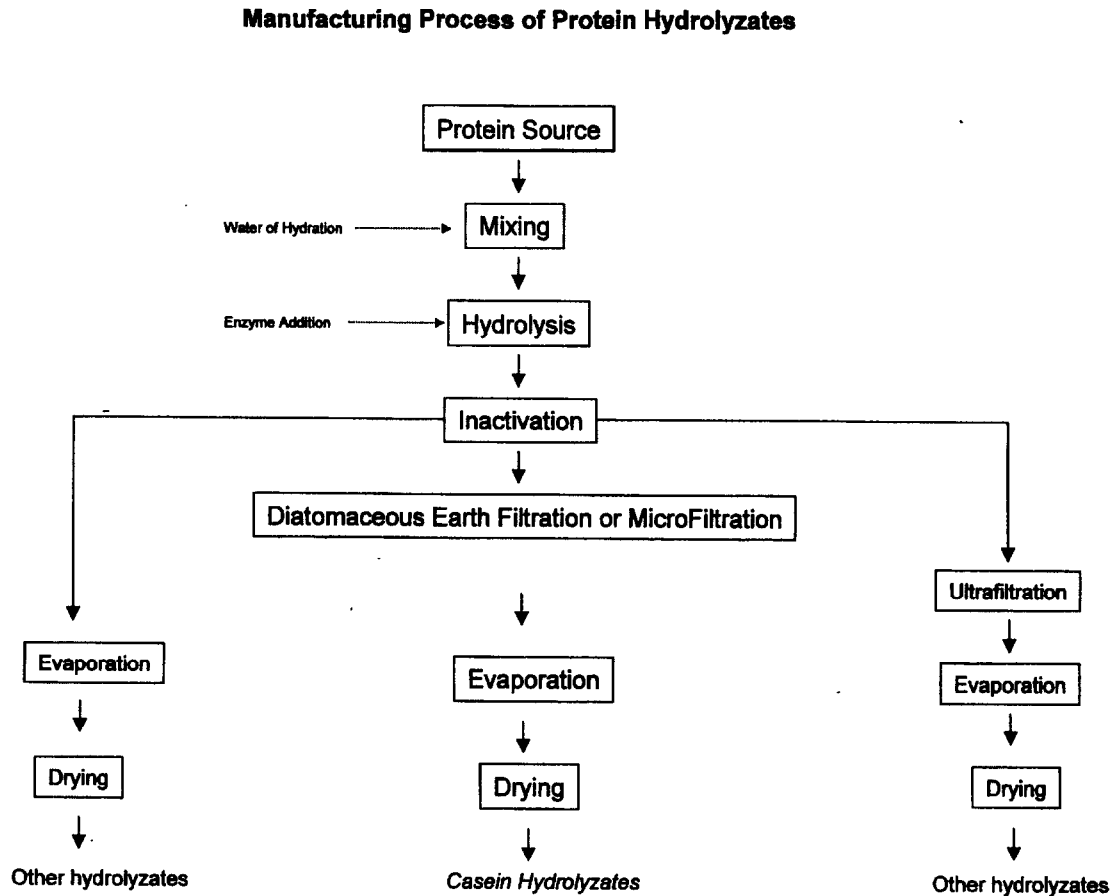 Manufacturing Process of Protein Hydrolyzates
Protein Source
Water of Hydration
Mixing
Enzyme Addition
Hydrolysis
Inactivation
Diatomaceous Earth Filtration or MicroFiltration
Ultrafiltration
Evaporation
Evaporation
Evaporation
Drying
Drying
Drying
Other hydrolyzates
Casein Hydrolyzates
Other hydrolyzates